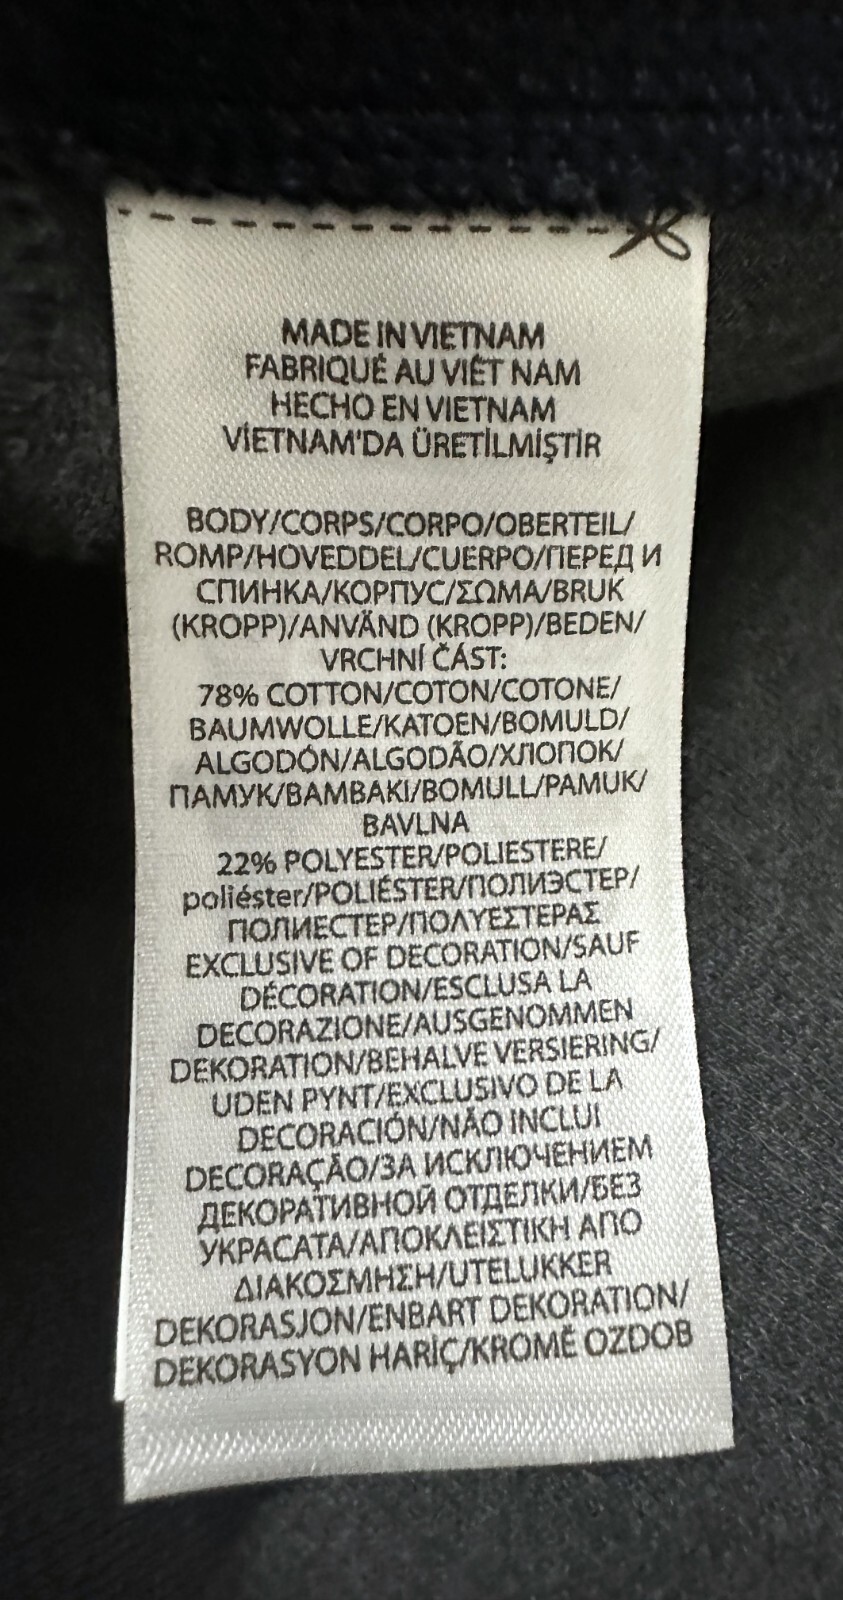 MADE IN VIETNAM
FABRIQUÉ AU VIÊT NAM
HECHO EN VIETNAM
VİETNAM'DA ÜRETİLMİŞTİR
BODY/CORPS/CORPO/OBERTEIL/
ROMP/HOVEDDEL/CUERPO/ПЕРЕД И
СПИНКА/КОРПУС/ΣΩΜΑ/BRUK
(KROPP)/ANVÄND (KROPP)/BEDEN/
VRCHNÍ ČÁST:
78% COTTON/COTON/COTONE/
BAUMWOLLE/KATOEN/BOMULD/
ALGODÓN/ALGODÃO/ХЛОПОК/
ПАМУК/ΒΑΜΒΑΚΙ/BOMULL/PAMUK/
BAVLNA
22% POLYESTER/POLIESTERE/
poliéster/POLIÉSTER/ПОЛИЭСТЕР/
ПОЛИЕСТЕР/ΠΟΛΥΕΣΤΕΡΑΣ
EXCLUSIVE OF DECORATION/SAUF
DÉCORATION/ESCLUSA LA
DECORAZIONE/AUSGENOMMEN
DEKORATION/BEHALVE VERSIERING/
UDEN PYNT/EXCLUSIVO DE LA
DECORACIÓN/NÃO INCLUI
DECORAÇÃO/ЗА ИСКЛЮЧЕНИЕМ
ДЕКОРАТИВНОЙ ОТДЕЛКИ/БЕЗ
УКРАСАТА/ΑΠΟΚΛΕΙΣΤΙΚΗ ΑΠΟ
ΔΙΑΚΟΣΜΗΣΗ/UTELUKKER
DEKORASJON/ENBART DEKORATION/
DEKORASYON HARİÇ/KROMĚ OZDOB